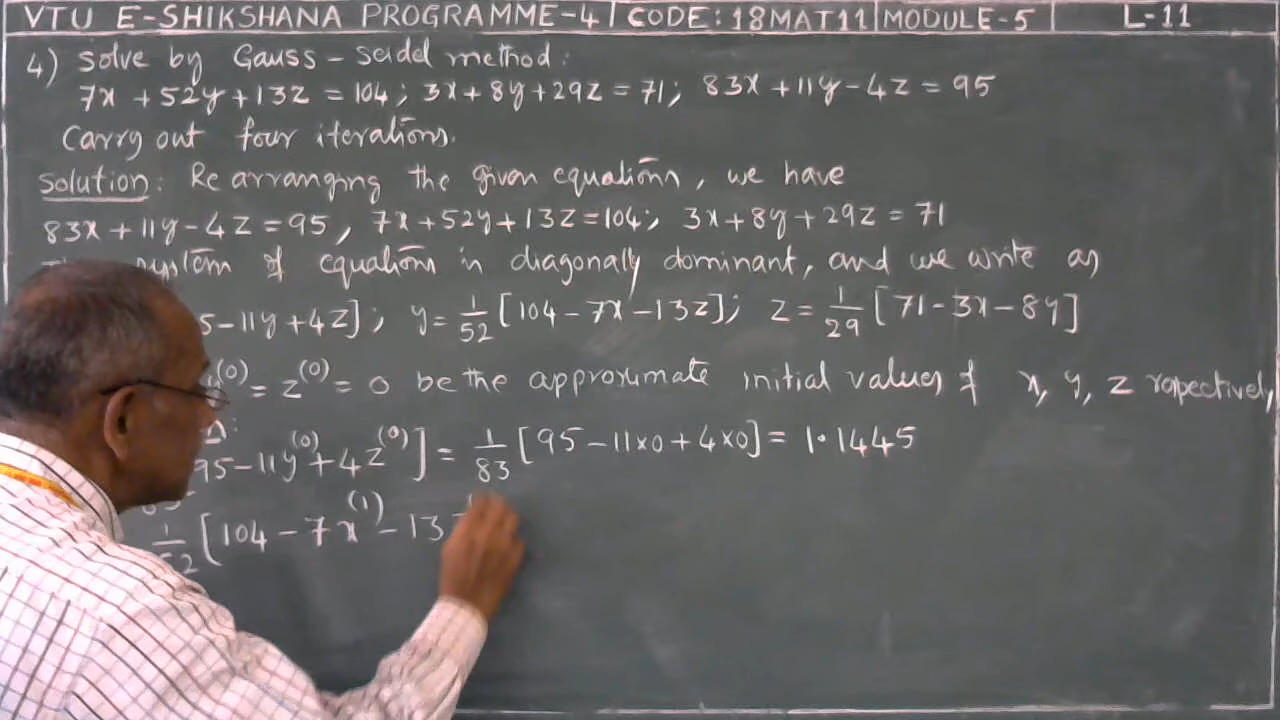 VTU E-SHIKSHANA PROGRAMME-4 | CODE: 18MAT11 | MODULE-5 | L-11
4) Solve by Gauss-Seidel method:
7x + 52y + 13z = 104; 3x + 8y + 29z = 71; 83x + 11y - 4z = 95
Carry out four iterations.
Solution: Rearranging the given equations, we have
83x + 11y - 4z = 95, 7x + 52y + 13z = 104; 3x + 8y + 29z = 71
system of equations is diagonally dominant, and we write as
5 - 11y + 4z]; y = 1/52 [104 - 7x - 13z]; z = 1/29 [71 - 3x - 8y]
(0) = z^(0) = 0 be the approximate initial values of x, y, z respectively
95 - 11y^(0) + 4z^(0)] = 1/83 [95 - 11×0 + 4×0] = 1.1445
1/52 [104 - 7x^(1) - 13